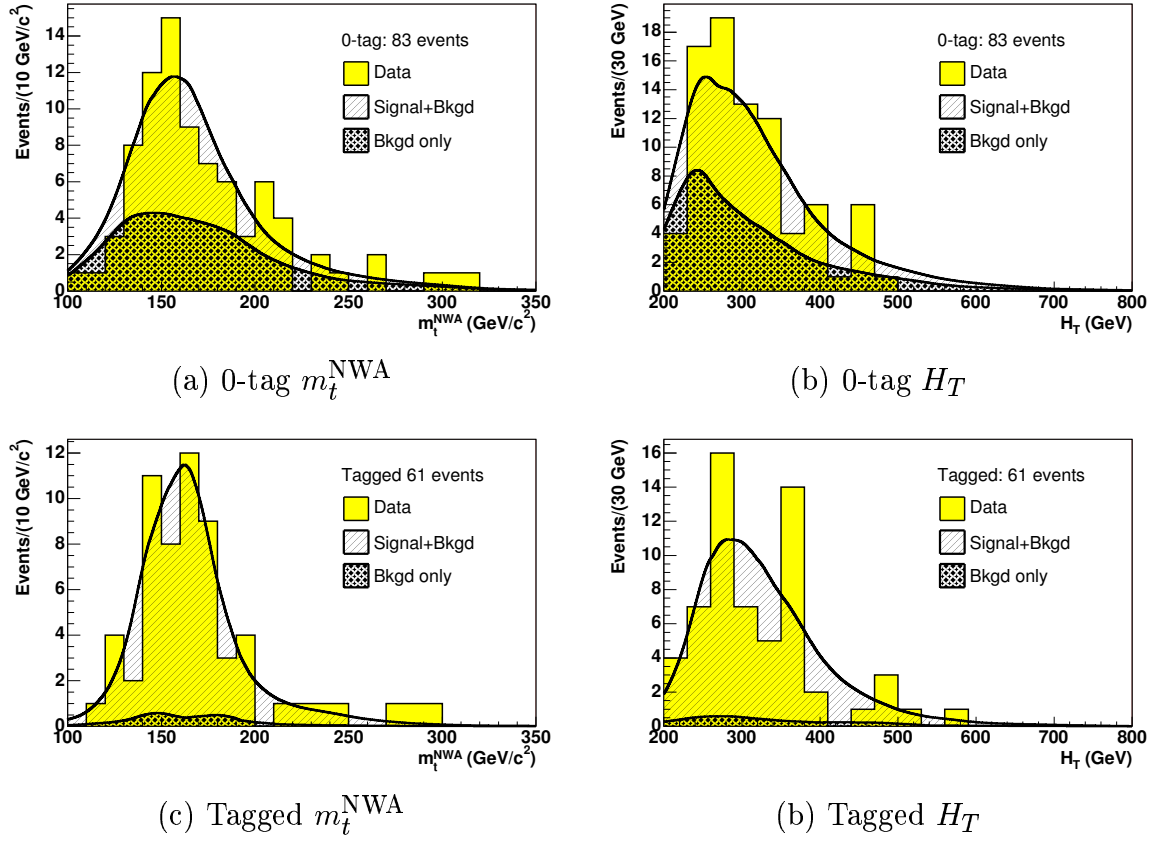 Events/(10 GeV/c²)
14
12
10
8
6
4
2
0
0-tag: 83 events
Data
Signal+Bkgd
Bkgd only
100 150 200 250 300 350
m_t^NWA (GeV/c²)
(a) 0-tag m_t^NWA
Events/(30 GeV)
18
16
14
12
10
8
6
4
2
0
0-tag: 83 events
Data
Signal+Bkgd
Bkgd only
200 300 400 500 600 700 800
H_T (GeV)
(b) 0-tag H_T
Events/(10 GeV/c²)
12
10
8
6
4
2
0
Tagged 61 events
Data
Signal+Bkgd
Bkgd only
100 150 200 250 300 350
m_t^NWA (GeV/c²)
(c) Tagged m_t^NWA
Events/(30 GeV)
16
14
12
10
8
6
4
2
0
Tagged: 61 events
Data
Signal+Bkgd
Bkgd only
200 300 400 500 600 700 800
H_T (GeV)
(b) Tagged H_T